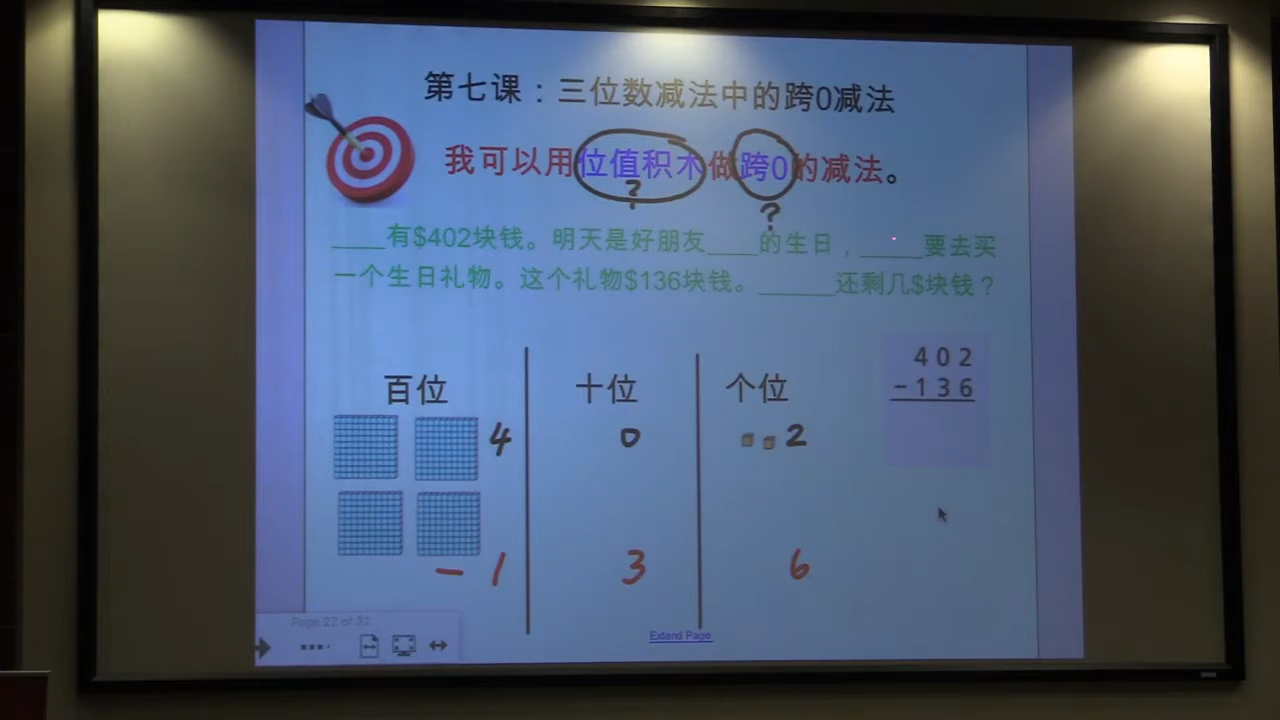 第七课：三位数减法中的跨0减法
我可以用位值积木做跨0的减法。
? ?
____有$402块钱。明天是好朋友____的生日，_____要去买
一个生日礼物。这个礼物$136块钱。______还剩几$块钱？
402
-136
百位 十位 个位
4 0 2
- 1 3 6
Page 22 of 32
Extend Page